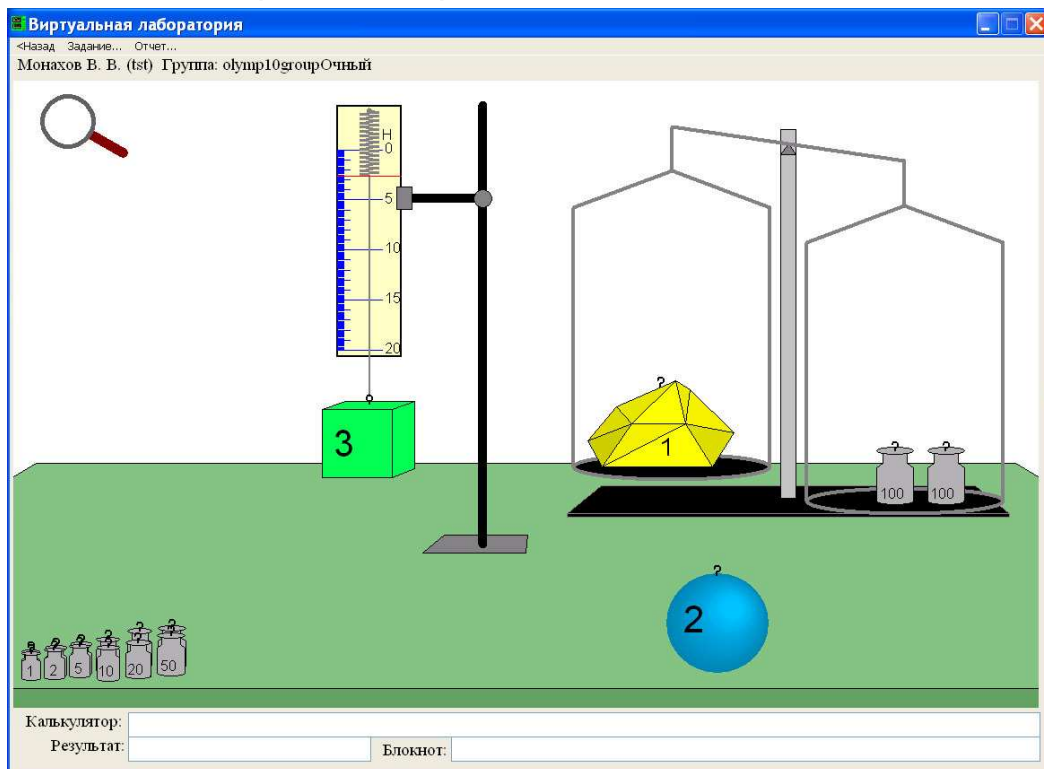 Виртуальная лаборатория
<Назад Задание... Отчет...
Монахов В. В. (tst) Группа: olymp10groupОчный
Н
0
5
10
15
20
3
1
100 100
2
1 2 5 10 20 50
Калькулятор:
Результат: Блокнот: